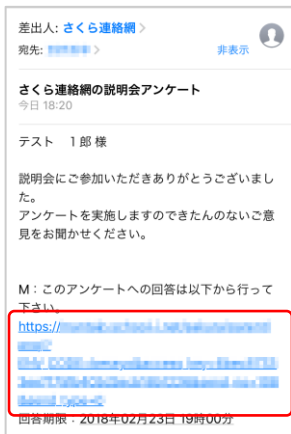 差出人: さくら連絡網
宛先:
非表示
さくら連絡網の説明会アンケート
今日 18:20
テスト　1郎 様
説明会にご参加いただきありがとうございまし
た。
アンケートを実施しますのできたんのないご意
見をお聞かせください。
M：このアンケートへの回答は以下から行って
下さい。
https://
回答期限：2018年02月23日 19時00分